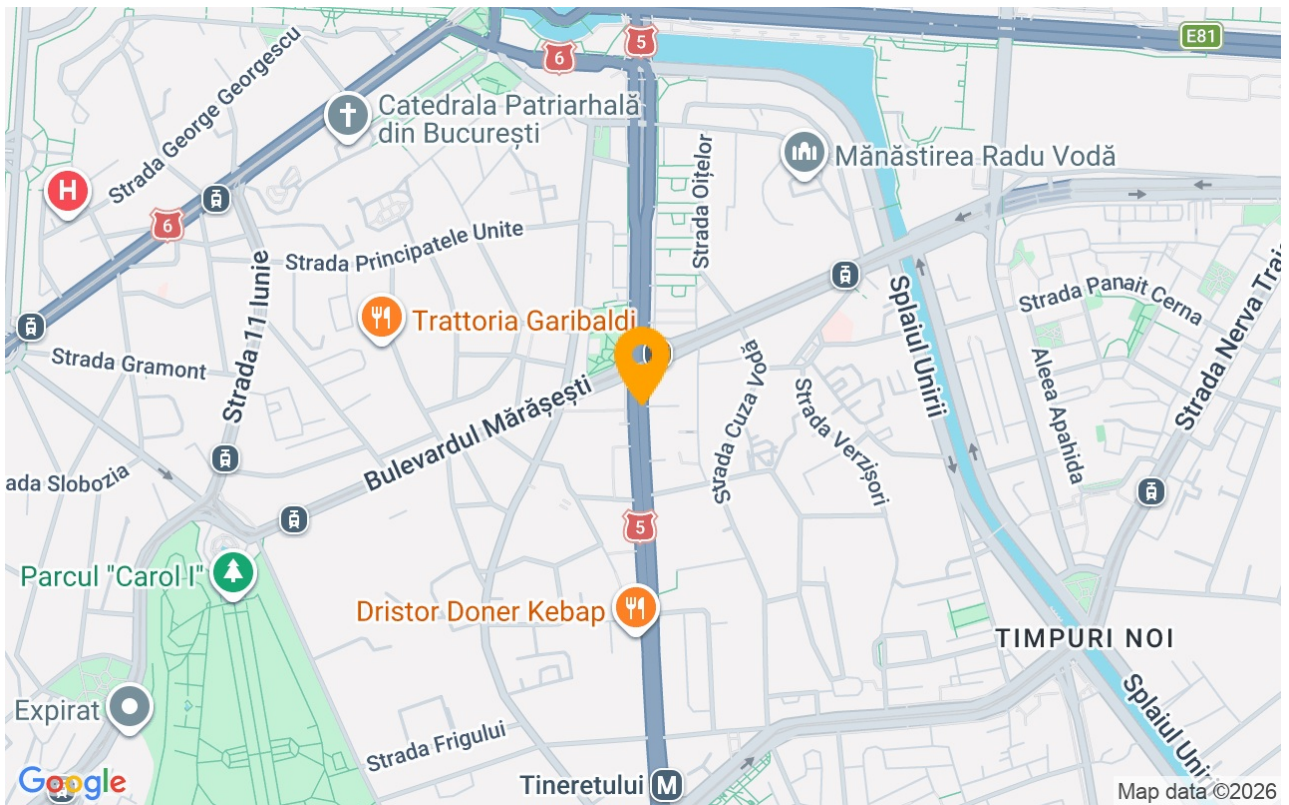 E81
5
6
Strada George Georgescu
Catedrala Patriarhală
din București
Strada Oițelor
Mănăstirea Radu Vodă
H
6
Strada Principatele Unite
Strada 11 Iunie
Trattoria Garibaldi
Strada Panait Cerna
Splaiul Unirii
Strada Nerva Traia
Strada Gramont
Bulevardul Mărășești
Strada Cuza Vodă
Strada Verzișori
Aleea Apahida
ada Slobozia
5
Parcul "Carol I"
Dristor Doner Kebap
TIMPURI NOI
Expirat
Splaiul Uniri
Strada Frigului
Tineretului M
Google
Map data ©2026